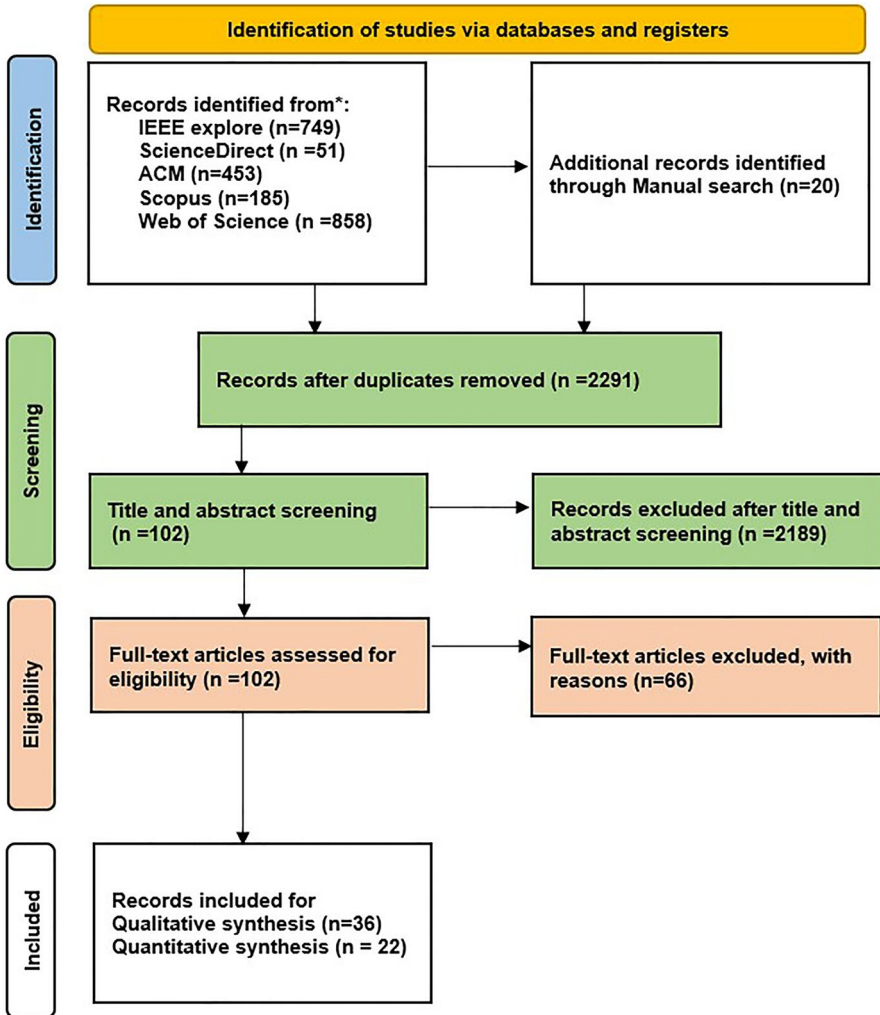 Identification of studies via databases and registers
Identification
Records identified from*:
IEEE explore (n=749)
ScienceDirect (n =51)
ACM (n=453)
Scopus (n=185)
Web of Science (n =858)
Additional records identified
through Manual search (n=20)
Screening
Records after duplicates removed (n =2291)
Title and abstract screening
(n =102)
Records excluded after title and
abstract screening (n =2189)
Eligibility
Full-text articles assessed for
eligibility (n =102)
Full-text articles excluded, with
reasons (n=66)
Included
Records included for
Qualitative synthesis (n=36)
Quantitative synthesis (n = 22)